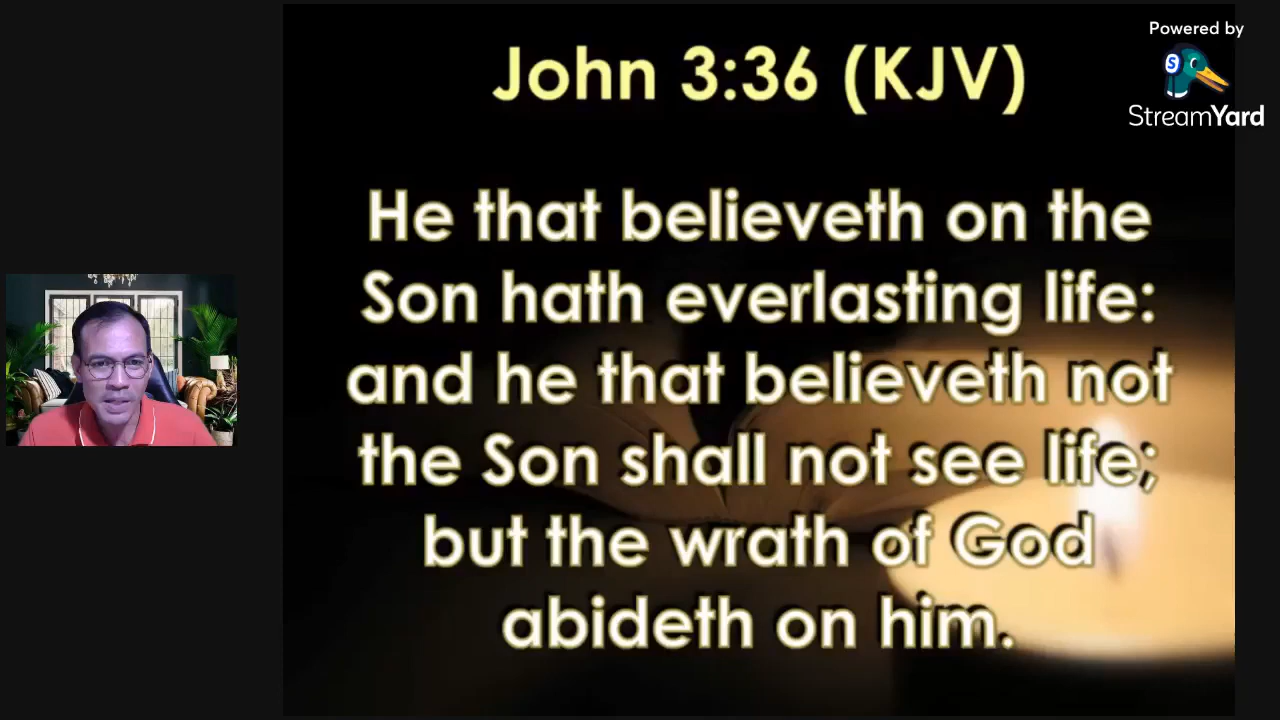 John 3:36 (KJV)
He that believeth on the
Son hath everlasting life:
and he that believeth not
the Son shall not see life;
but the wrath of God
abideth on him.
Powered by
S
StreamYard